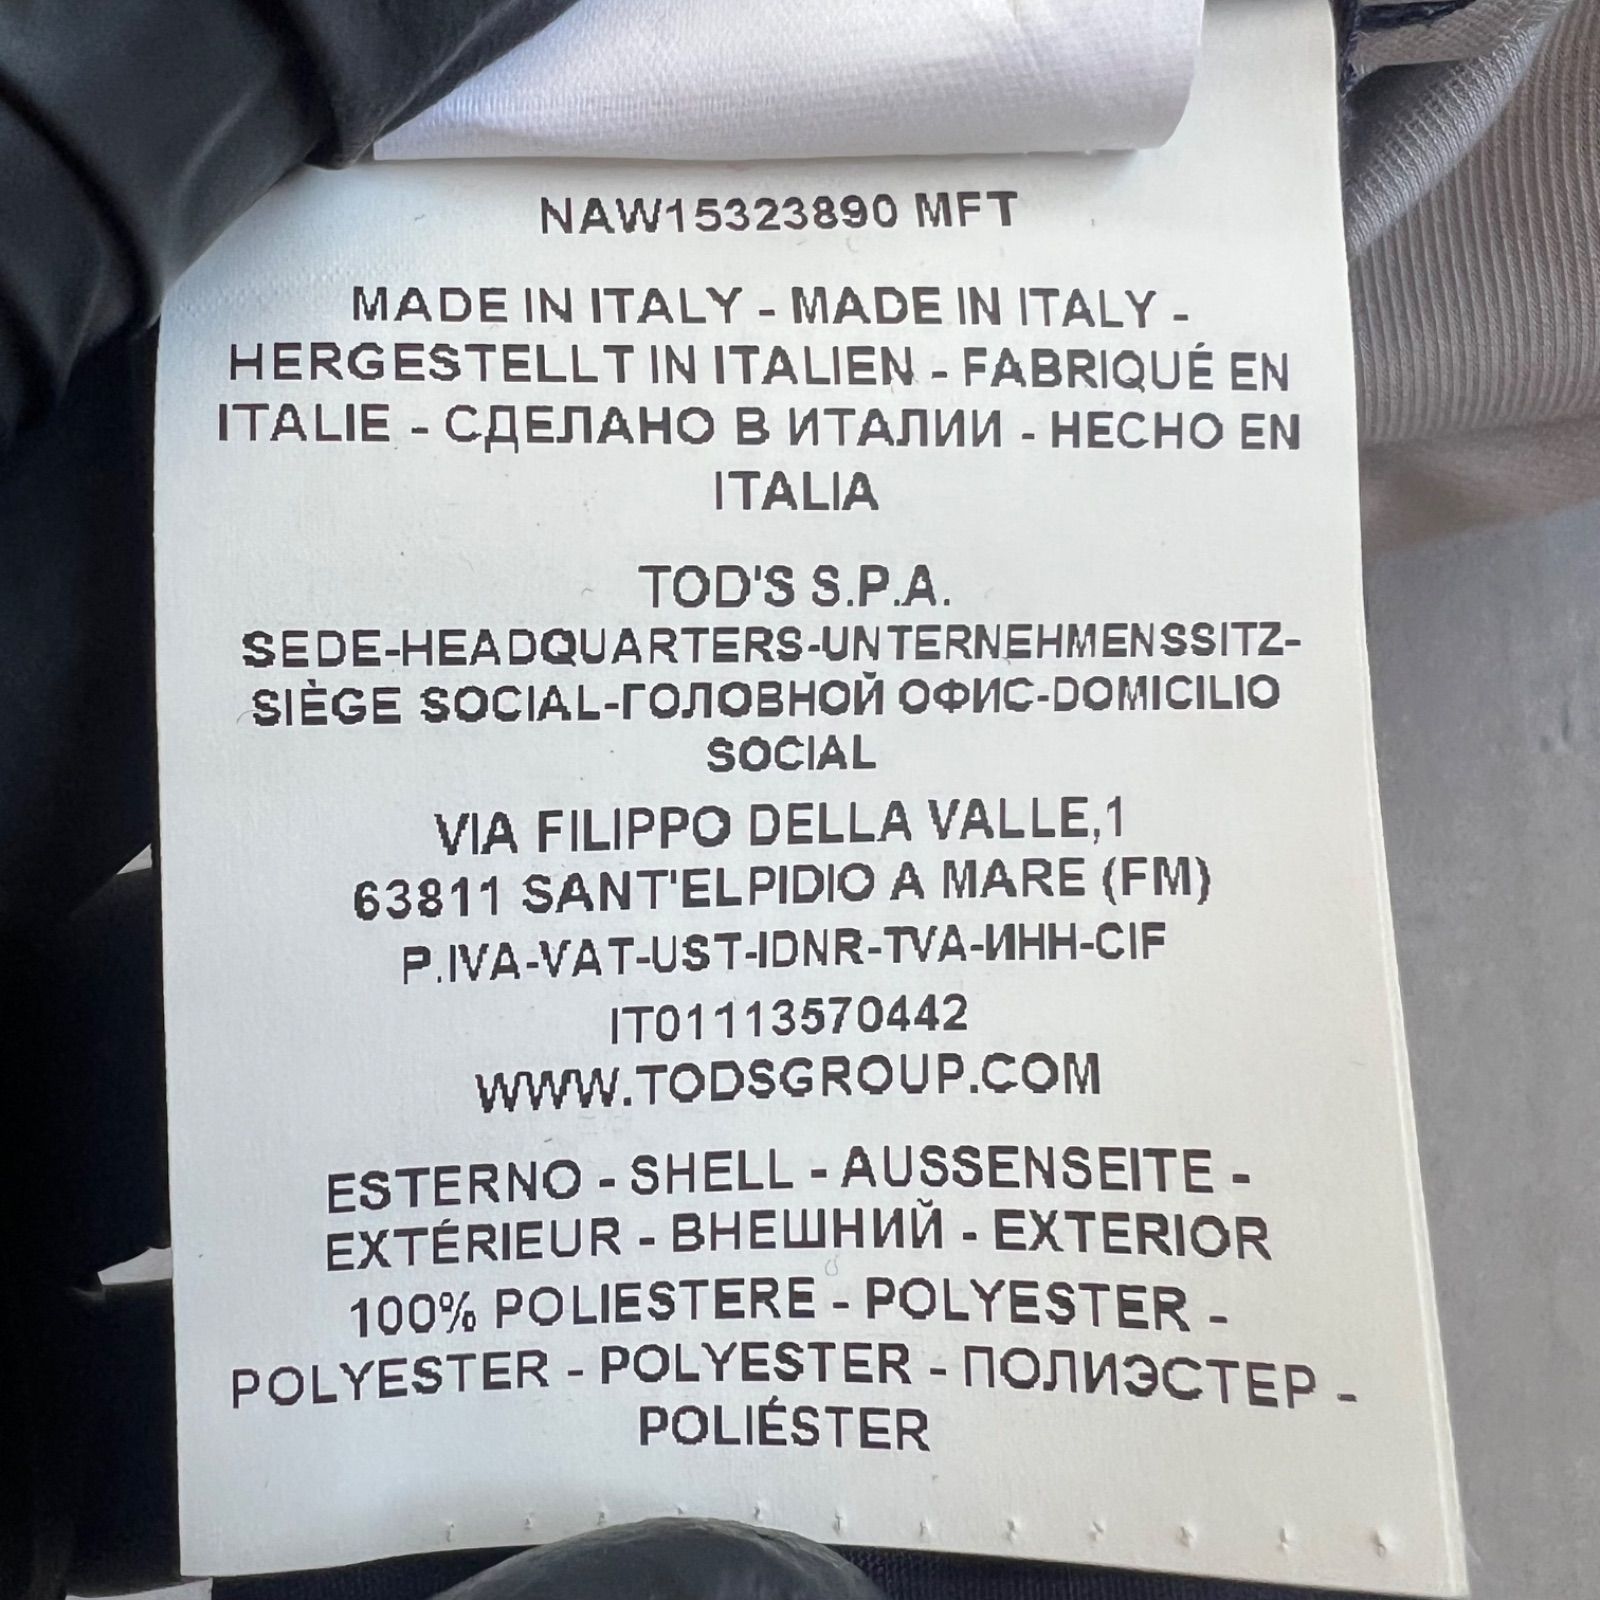 NAW15323890 MFT
MADE IN ITALY - MADE IN ITALY -
HERGESTELLT IN ITALIEN - FABRIQUÉ EN
ITALIE - СДЕЛАНО В ИТАЛИИ - HECHO EN
ITALIA
TOD'S S.P.A.
SEDE-HEADQUARTERS-UNTERNEHMENSSITZ-
SIÈGE SOCIAL-ГОЛОВНОЙ ОФИС-DOMICILIO
SOCIAL
VIA FILIPPO DELLA VALLE,1
63811 SANT'ELPIDIO A MARE (FM)
P.IVA-VAT-UST-IDNR-TVA-ИНН-CIF
IT01113570442
WWW.TODSGROUP.COM
ESTERNO - SHELL - AUSSENSEITE -
EXTÉRIEUR - ВНЕШНИЙ - EXTERIOR
100% POLIESTERE - POLYESTER -
POLYESTER - POLYESTER - ПОЛИЭСТЕР -
POLIÉSTER